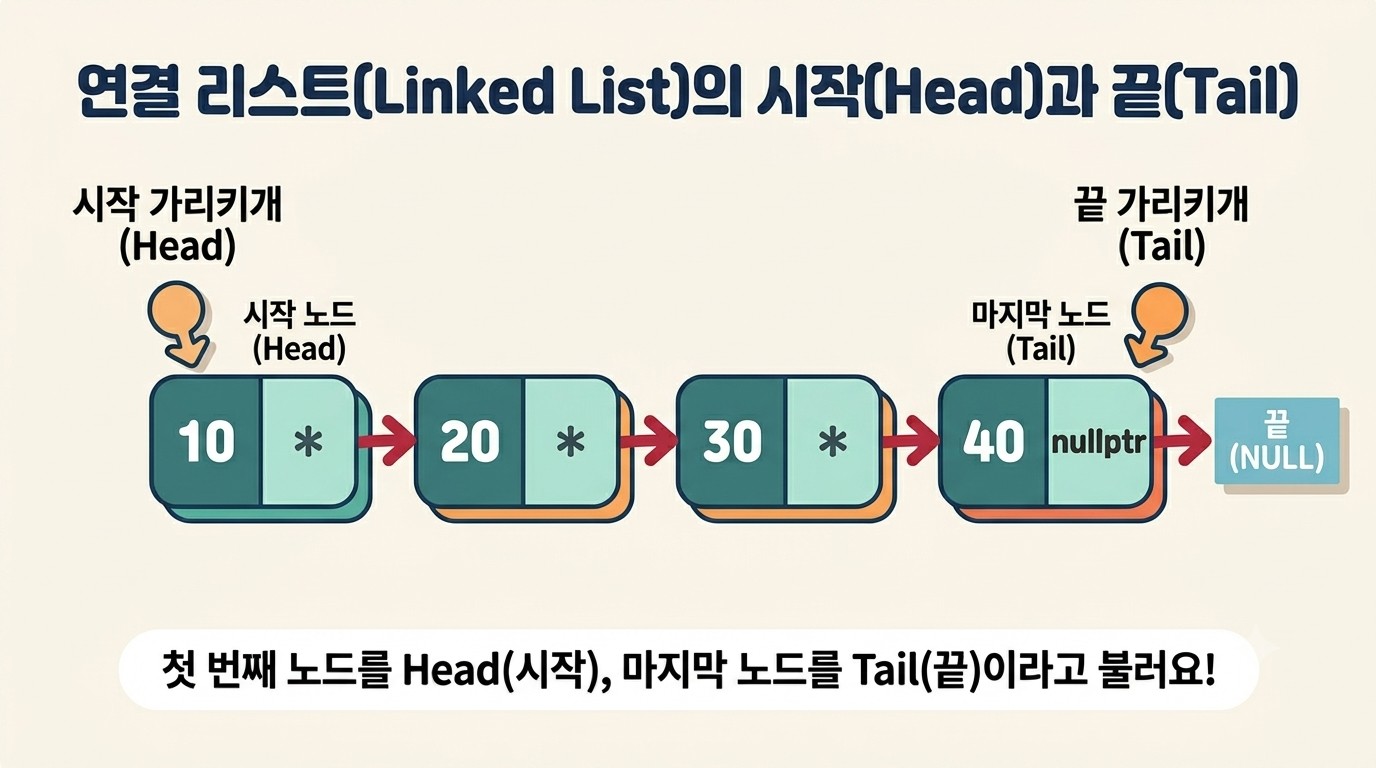 연결 리스트(Linked List)의 시작(Head)과 끝(Tail)
시작 가리키개
(Head)
끝 가리키개
(Tail)
시작 노드
(Head)
마지막 노드
(Tail)
10 *
20 *
30 *
40 nullptr
끝
(NULL)
첫 번째 노드를 Head(시작), 마지막 노드를 Tail(끝)이라고 불러요!